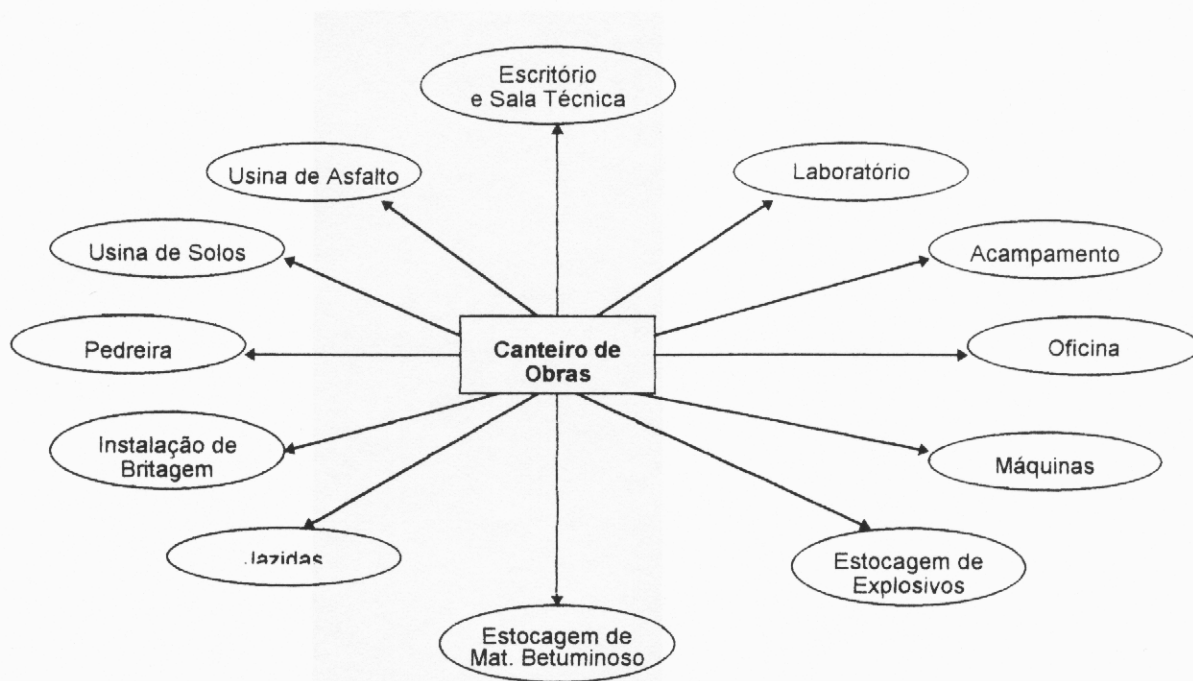 Escritório
e Sala Técnica
Usina de Asfalto
Laboratório
Usina de Solos
Acampamento
Pedreira
Canteiro de
Obras
Oficina
Instalação de
Britagem
Máquinas
Jazidas
Estocagem de
Explosivos
Estocagem de
Mat. Betuminoso